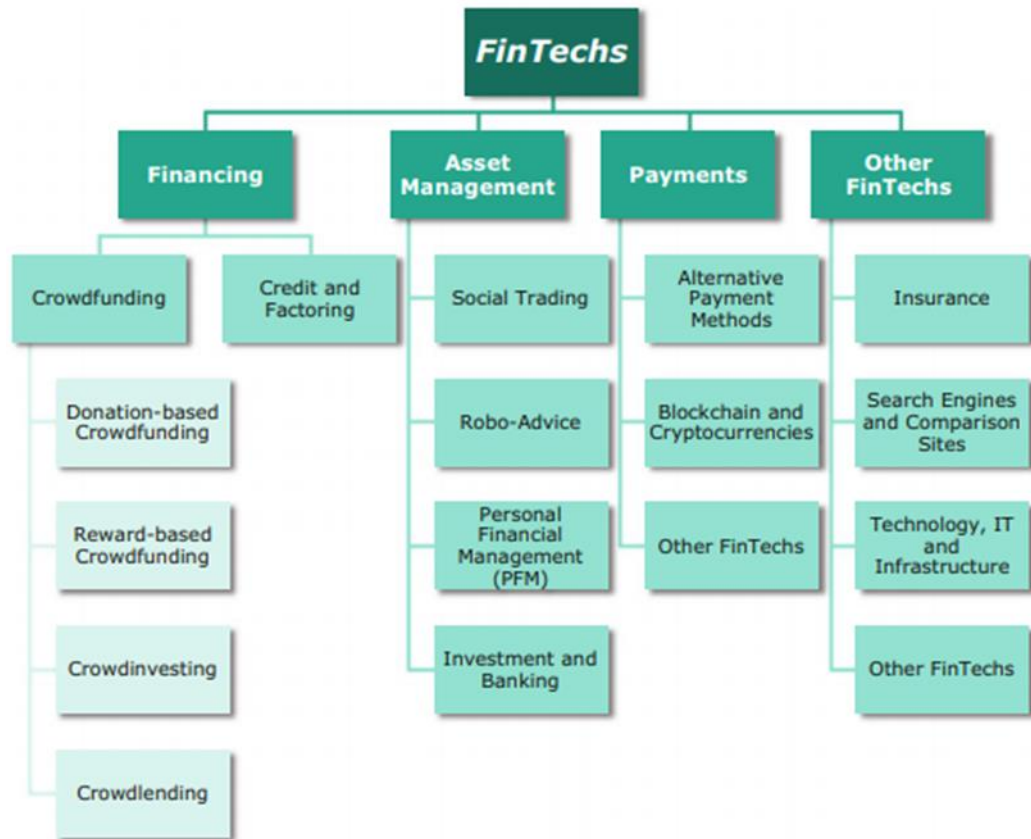 FinTechs
Financing
Asset
Management
Payments
Other
FinTechs
Crowdfunding
Credit and
Factoring
Donation-based
Crowdfunding
Reward-based
Crowdfunding
Crowdinvesting
Crowdlending
Social Trading
Robo-Advice
Personal
Financial
Management
(PFM)
Investment and
Banking
Alternative
Payment
Methods
Blockchain and
Cryptocurrencies
Other FinTechs
Insurance
Search Engines
and Comparison
Sites
Technology, IT
and
Infrastructure
Other FinTechs